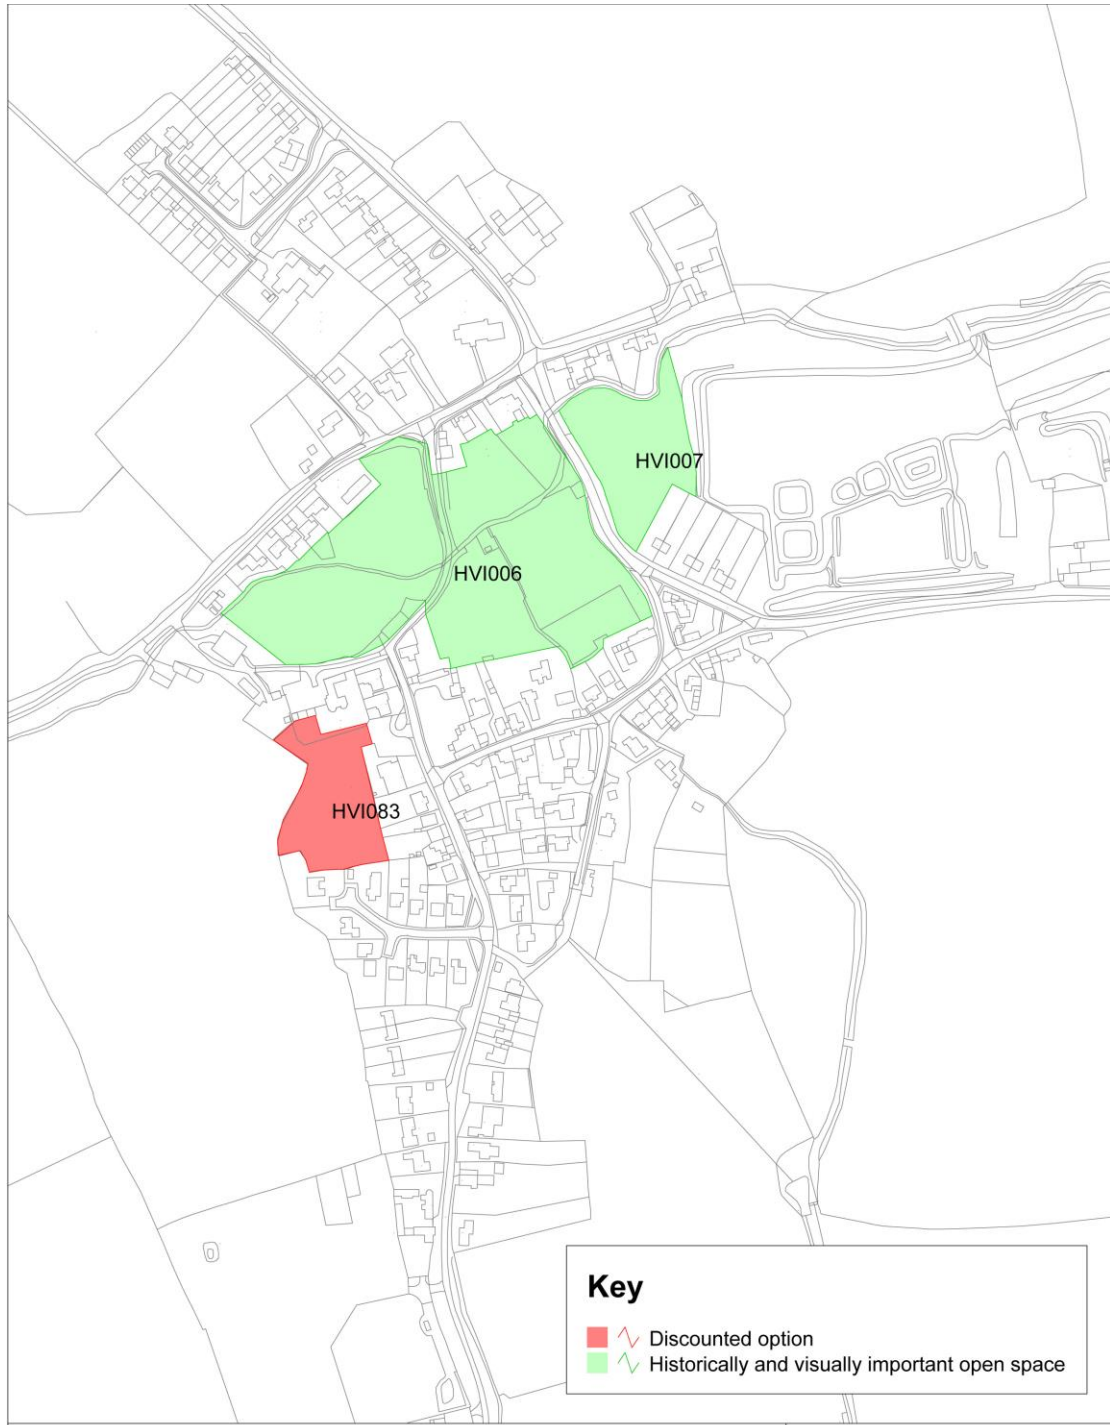 HVI007
HVI006
HVI083
Key
Discounted option
Historically and visually important open space